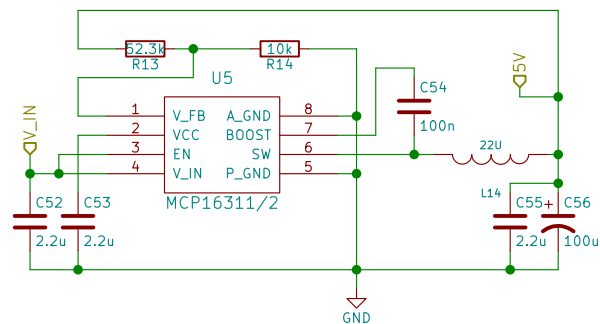 52.3k
R13
10k
R14
U5
5V
C54
100n
V_IN
1 V_FB A_GND 8
2 VCC BOOST 7
3 EN SW 6
4 V_IN P_GND 5
MCP16311/2
22U
L14
C52
2.2u
C53
2.2u
C55
2.2u
+
C56
100u
GND